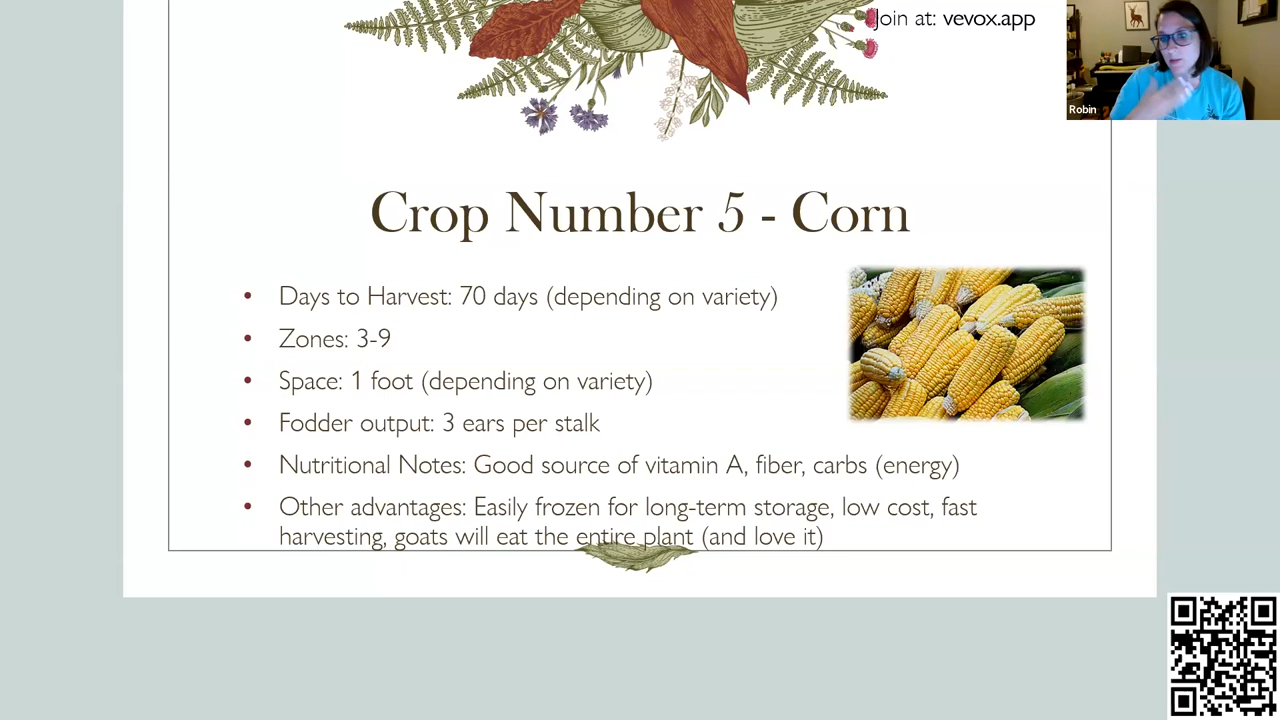 Join at: vevox.app
Robin
Crop Number 5 - Corn
• Days to Harvest: 70 days (depending on variety)
• Zones: 3-9
• Space: 1 foot (depending on variety)
• Fodder output: 3 ears per stalk
• Nutritional Notes: Good source of vitamin A, fiber, carbs (energy)
• Other advantages: Easily frozen for long-term storage, low cost, fast
harvesting, goats will eat the entire plant (and love it)